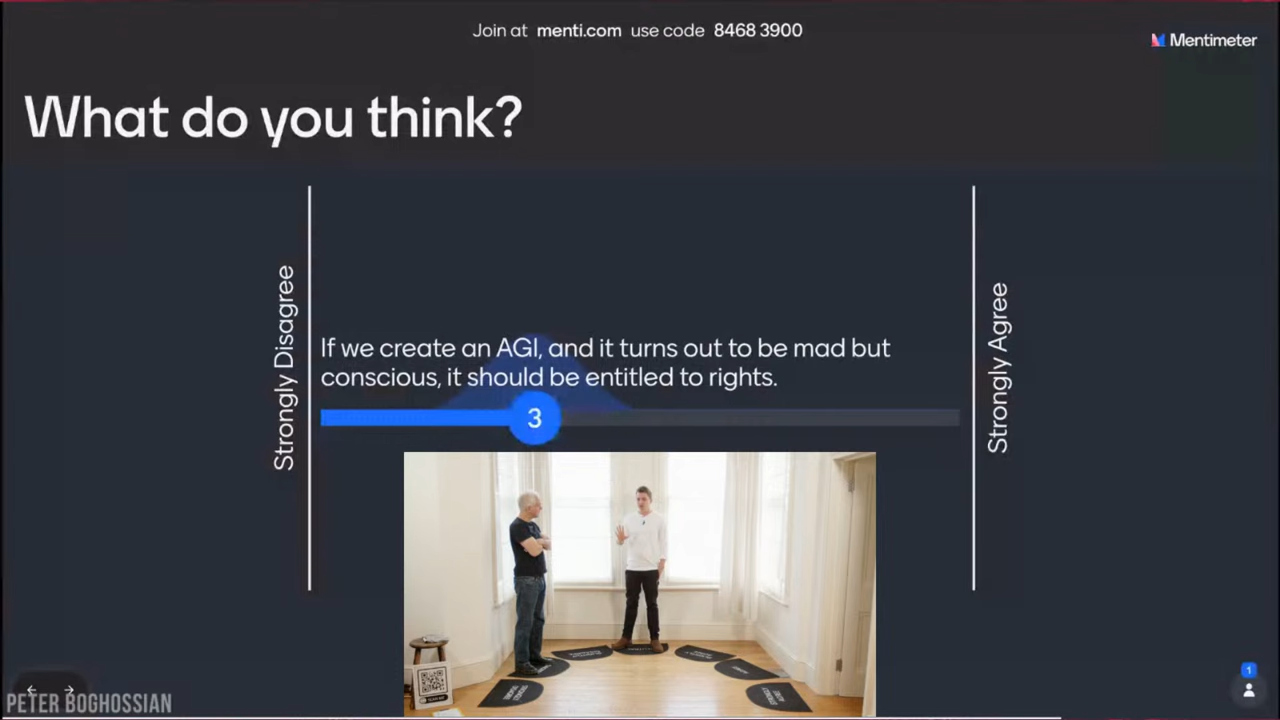 Join at menti.com use code 8468 3900
Mentimeter
What do you think?
Strongly Disagree
If we create an AGI, and it turns out to be mad but
conscious, it should be entitled to rights.
3
Strongly Agree
1
PETER BOGHOSSIAN